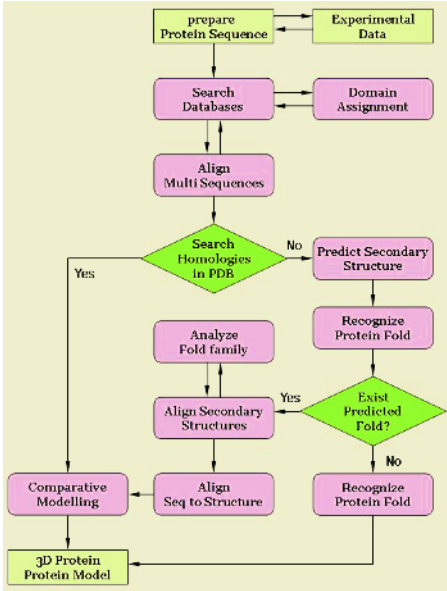 prepare
Protein Sequence
Experimental
Data
Search
Databases
Domain
Assignment
Align
Multi Sequences
Search
Homologies
in PDB
No
Yes
Predict Secondary
Structure
Recognize
Protein Fold
Analyze
Fold family
Exist
Predicted
Fold?
Yes
Align Secondary
Structures
No
Comparative
Modelling
Align
Seq to Structure
Recognize
Protein Fold
3D Protein
Protein Model